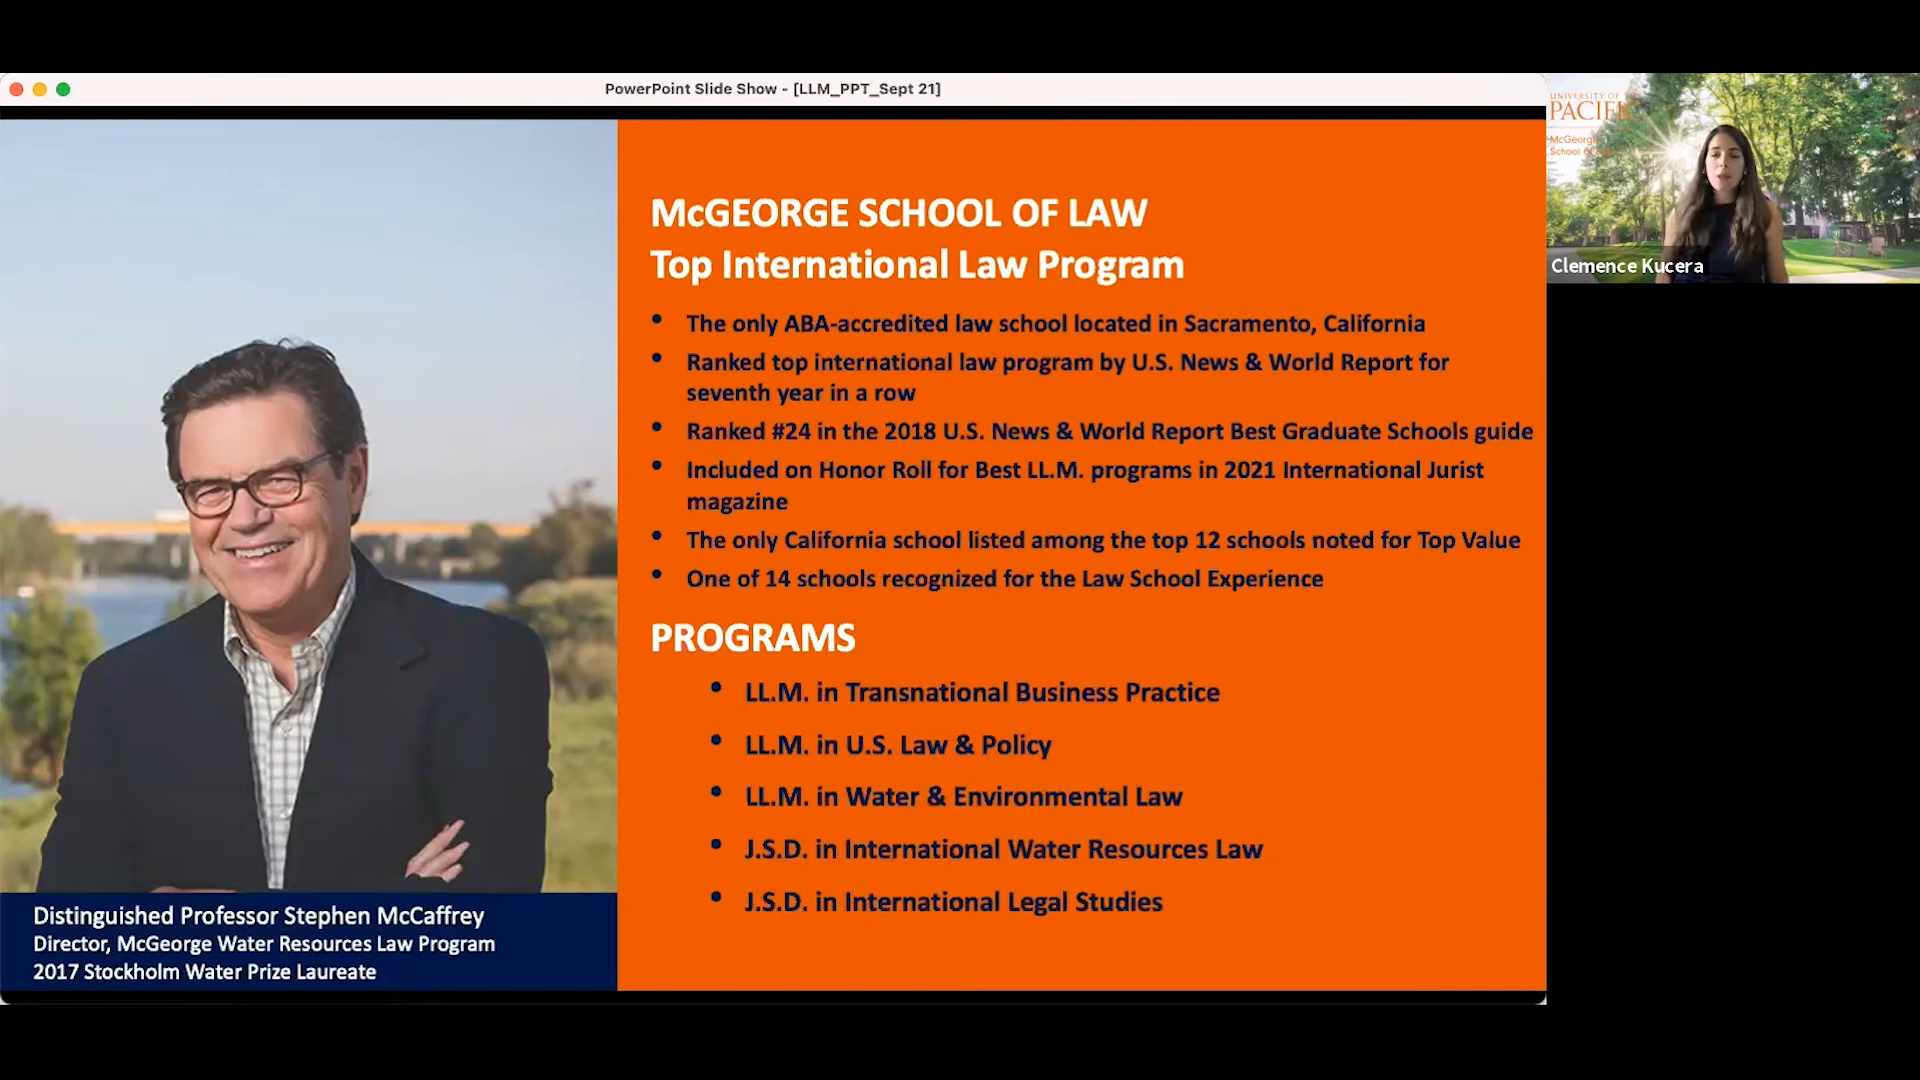 PowerPoint Slide Show - [LLM_PPT_Sept 21]
McGEORGE SCHOOL OF LAW
Top International Law Program
• The only ABA-accredited law school located in Sacramento, California
• Ranked top international law program by U.S. News & World Report for
seventh year in a row
• Ranked #24 in the 2018 U.S. News & World Report Best Graduate Schools guide
• Included on Honor Roll for Best LL.M. programs in 2021 International Jurist
magazine
• The only California school listed among the top 12 schools noted for Top Value
• One of 14 schools recognized for the Law School Experience
PROGRAMS
• LL.M. in Transnational Business Practice
• LL.M. in U.S. Law & Policy
• LL.M. in Water & Environmental Law
• J.S.D. in International Water Resources Law
• J.S.D. in International Legal Studies
Distinguished Professor Stephen McCaffrey
Director, McGeorge Water Resources Law Program
2017 Stockholm Water Prize Laureate
UNIVERSITY OF
PACIFIC
McGeorge
School of
Clemence Kucera